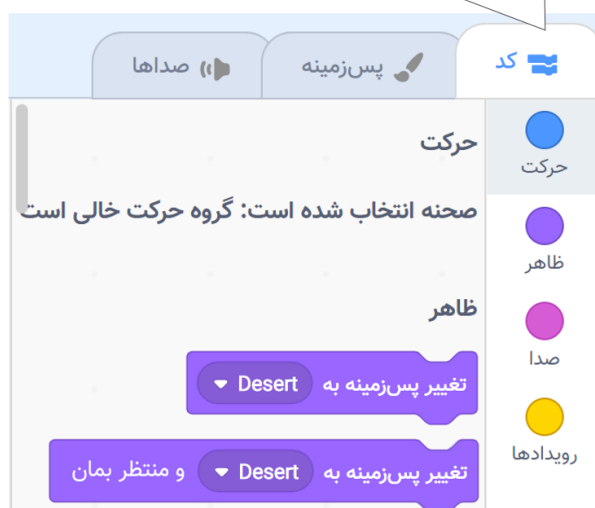 کد
پس‌زمینه
صداها
حرکت
ظاهر
صدا
رویدادها
حرکت
صحنه انتخاب شده است: گروه حرکت خالی است
ظاهر
تغییر پس‌زمینه به Desert
تغییر پس‌زمینه به Desert و منتظر بمان